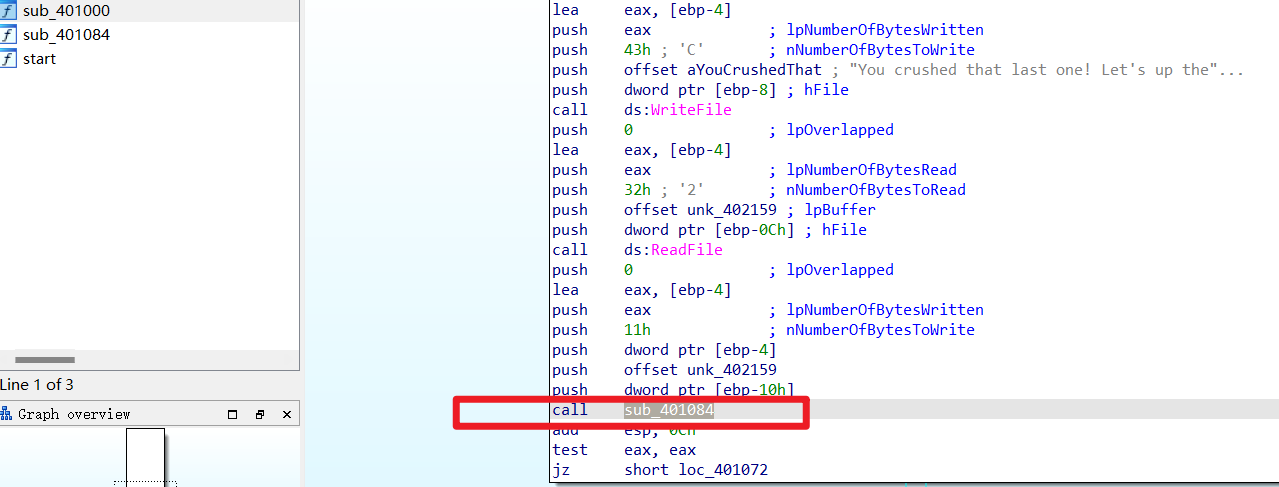 sub_401000
sub_401084
start
Line 1 of 3
Graph overview
lea eax, [ebp-4]
push eax ; lpNumberOfBytesWritten
push 43h ; 'C' ; nNumberOfBytesToWrite
push offset aYouCrushedThat ; "You crushed that last one! Let's up the"...
push dword ptr [ebp-8] ; hFile
call ds:WriteFile
push 0 ; lpOverlapped
lea eax, [ebp-4]
push eax ; lpNumberOfBytesRead
push 32h ; '2' ; nNumberOfBytesToRead
push offset unk_402159 ; lpBuffer
push dword ptr [ebp-0Ch] ; hFile
call ds:ReadFile
push 0 ; lpOverlapped
lea eax, [ebp-4]
push eax ; lpNumberOfBytesWritten
push 11h ; nNumberOfBytesToWrite
push dword ptr [ebp-4]
push offset unk_402159
push dword ptr [ebp-10h]
call sub_401084
add esp, 0Ch
test eax, eax
jz short loc_401072